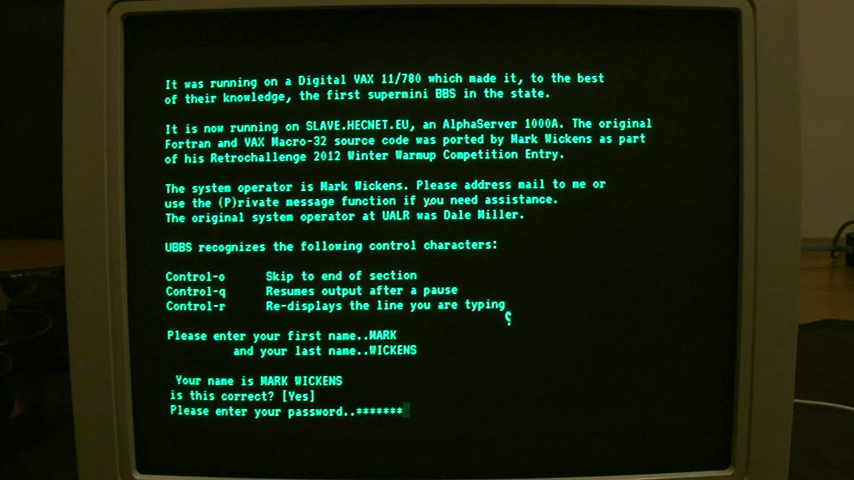 It was running on a Digital VAX 11/780 which made it, to the best
of their knowledge, the first supermini BBS in the state.
It is now running on SLAVE.HECNET.EU, an AlphaServer 1000A. The original
Fortran and VAX Macro-32 source code was ported by Mark Wickens as part
of his Retrochallenge 2012 Winter Warmup Competition Entry.
The system operator is Mark Wickens. Please address mail to me or
use the (P)rivate message function if you need assistance.
The original system operator at UALR was Dale Miller.
UBBS recognizes the following control characters:
Control-o Skip to end of section
Control-q Resumes output after a pause
Control-r Re-displays the line you are typing
Please enter your first name..MARK
and your last name..WICKENS
Your name is MARK WICKENS
is this correct? [Yes]
Please enter your password..*******